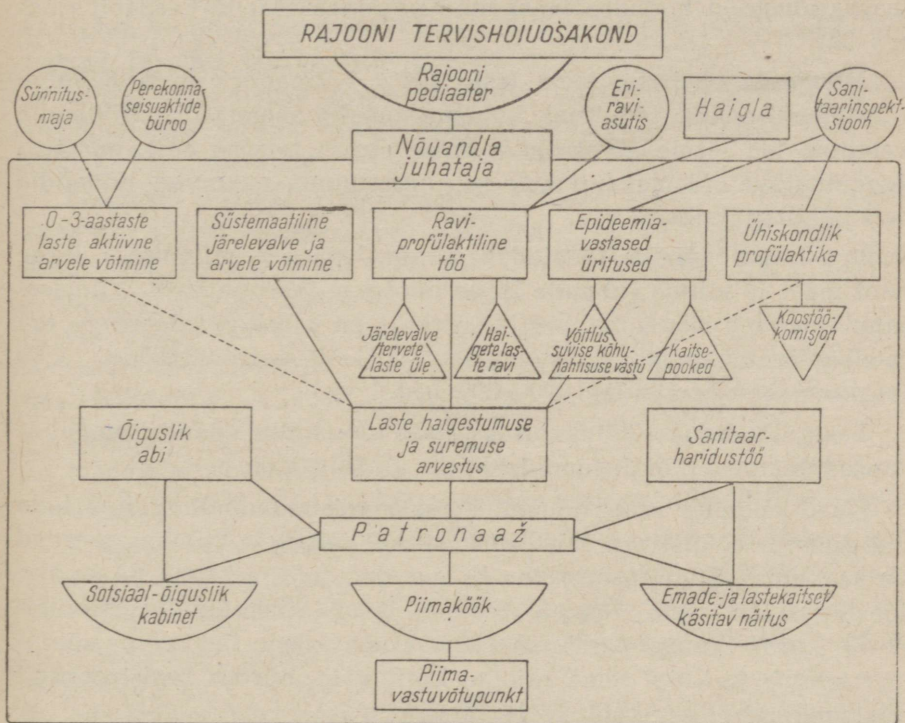 RAJOONI TERVISHOIUOSAKOND
Rajooni
pediaater
Sünnitus-
maja
Perekonna-
seisuaktide
büroo
Eri-
ravi-
asutis
Haigla
Sani-
taarinspekt-
sioon
Nõuandla
juhataja
0-3-aastaste
laste aktiivne
arvele võtmine
Süstemaatiline
järelevalve ja
arvele võtmine
Ravi-
profülaktiline
töö
Epideemia-
vastased
üritused
Ühiskondlik
profülaktika
Järelevalve
tervete
laste üle
Hai-
gete las-
te ravi
Võitlus
suvise kõhu-
lahtisuse vastu
Kaitse-
pooked
Koostöö-
komisjon
Õiguslik
abi
Laste haigestumuse
ja suremuse
arvestus
Sanitaar-
haridustöö
Patronaaž
Sotsiaal-õiguslik
kabinet
Piimaköök
Emade-ja lastekaitset
käsitav näitus
Piima-
vastuvõtupunkt